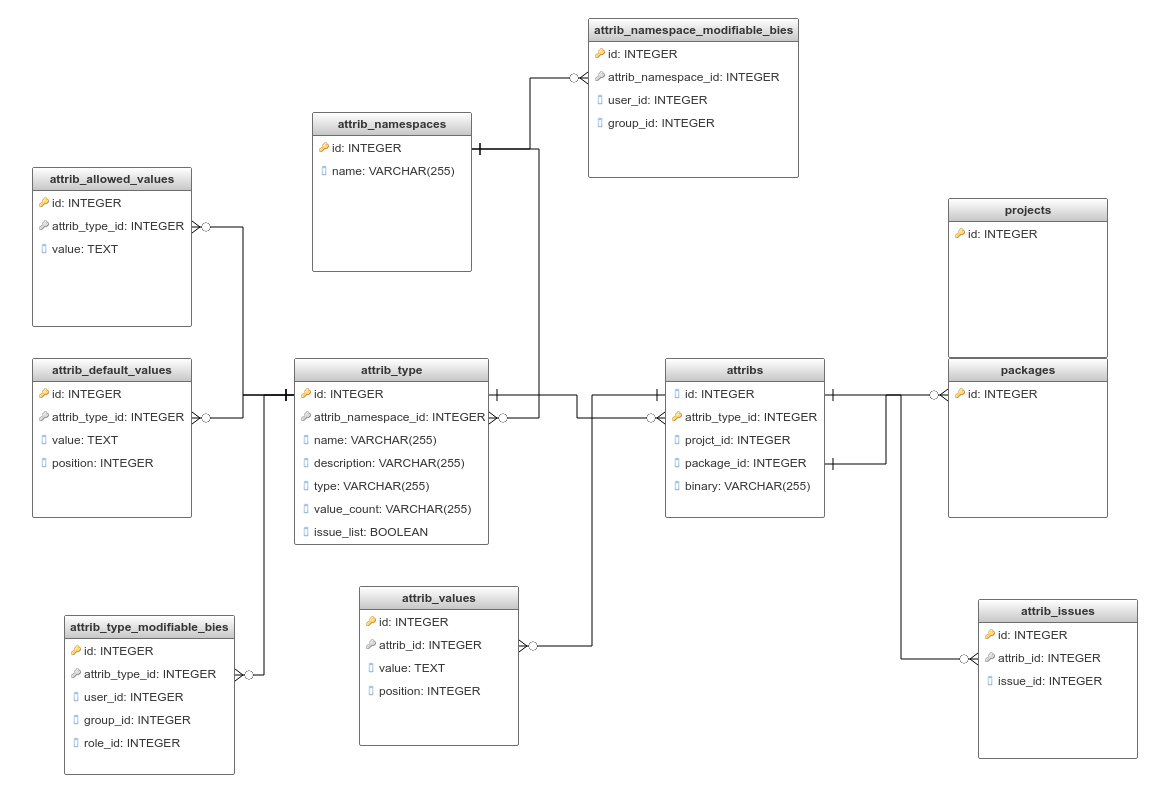 attrib_namespace_modifiable_bies
id: INTEGER
attrib_namespace_id: INTEGER
user_id: INTEGER
group_id: INTEGER
attrib_namespaces
id: INTEGER
name: VARCHAR(255)
attrib_allowed_values
id: INTEGER
attrib_type_id: INTEGER
value: TEXT
projects
id: INTEGER
attrib_default_values
id: INTEGER
attrib_type_id: INTEGER
value: TEXT
position: INTEGER
attrib_type
id: INTEGER
attrib_namespace_id: INTEGER
name: VARCHAR(255)
description: VARCHAR(255)
type: VARCHAR(255)
value_count: VARCHAR(255)
issue_list: BOOLEAN
attribs
id: INTEGER
attrib_type_id: INTEGER
projct_id: INTEGER
package_id: INTEGER
binary: VARCHAR(255)
packages
id: INTEGER
attrib_type_modifiable_bies
id: INTEGER
attrib_type_id: INTEGER
user_id: INTEGER
group_id: INTEGER
role_id: INTEGER
attrib_values
id: INTEGER
attrib_id: INTEGER
value: TEXT
position: INTEGER
attrib_issues
id: INTEGER
attrib_id: INTEGER
issue_id: INTEGER